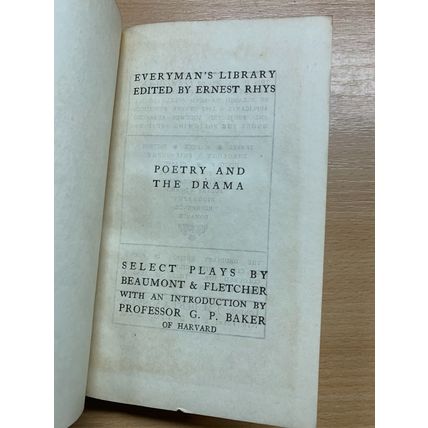 EVERYMAN'S LIBRARY
EDITED BY ERNEST RHYS
POETRY AND
THE DRAMA
SELECT PLAYS BY
BEAUMONT & FLETCHER
WITH AN INTRODUCTION BY
PROFESSOR G. P. BAKER
OF HARVARD